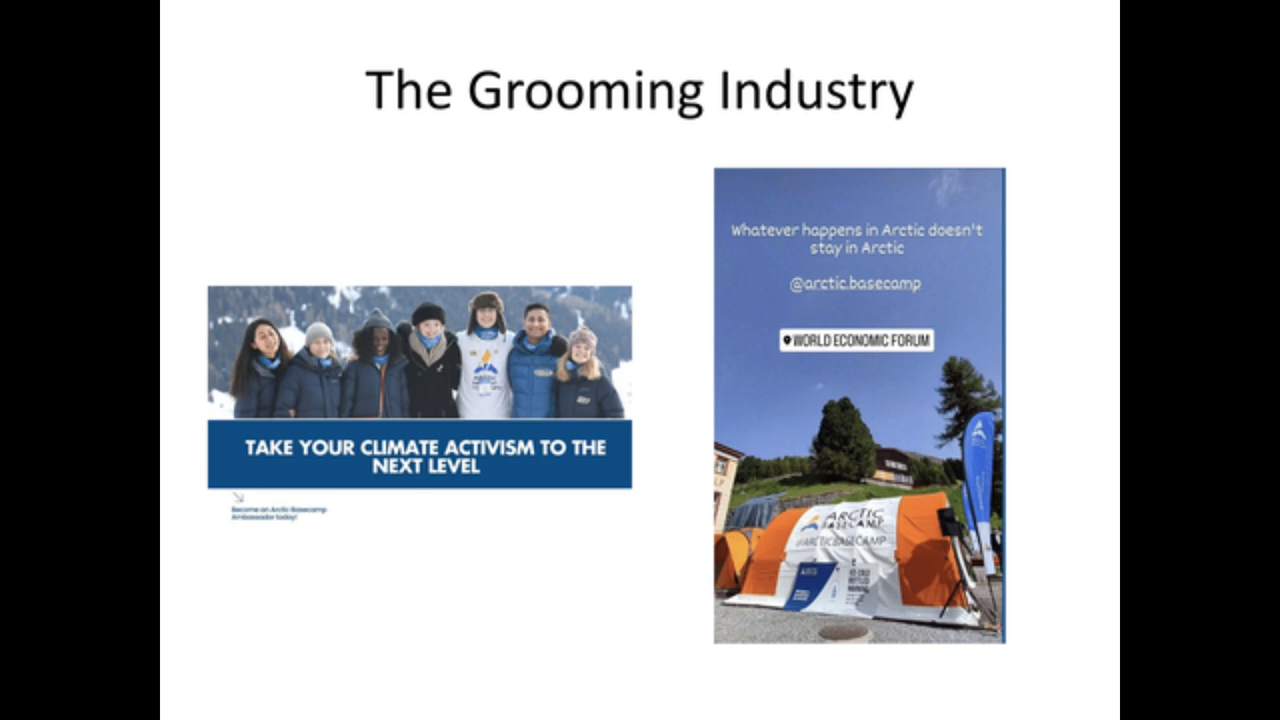 The Grooming Industry
TAKE YOUR CLIMATE ACTIVISM TO THE
NEXT LEVEL
Become an Arctic Basecamp
Ambassador today!
Whatever happens in Arctic doesn't
stay in Arctic
@arctic.basecamp
WORLD ECONOMIC FORUM
ARCTIC
BASECAMP
@ARCTICBASECAMP